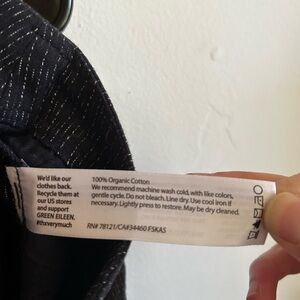 We'd like our
clothes back.
Recycle them at
our US stores
and support
GREEN EILEEN.
#thxverymuch
100% Organic Cotton
We recommend machine wash cold, with like colors,
gentle cycle. Do not bleach. Line dry. Use cool iron if
necessary. Lightly press to restore. May be dry cleaned.
RN# 78121/CA#34460 FSKAS